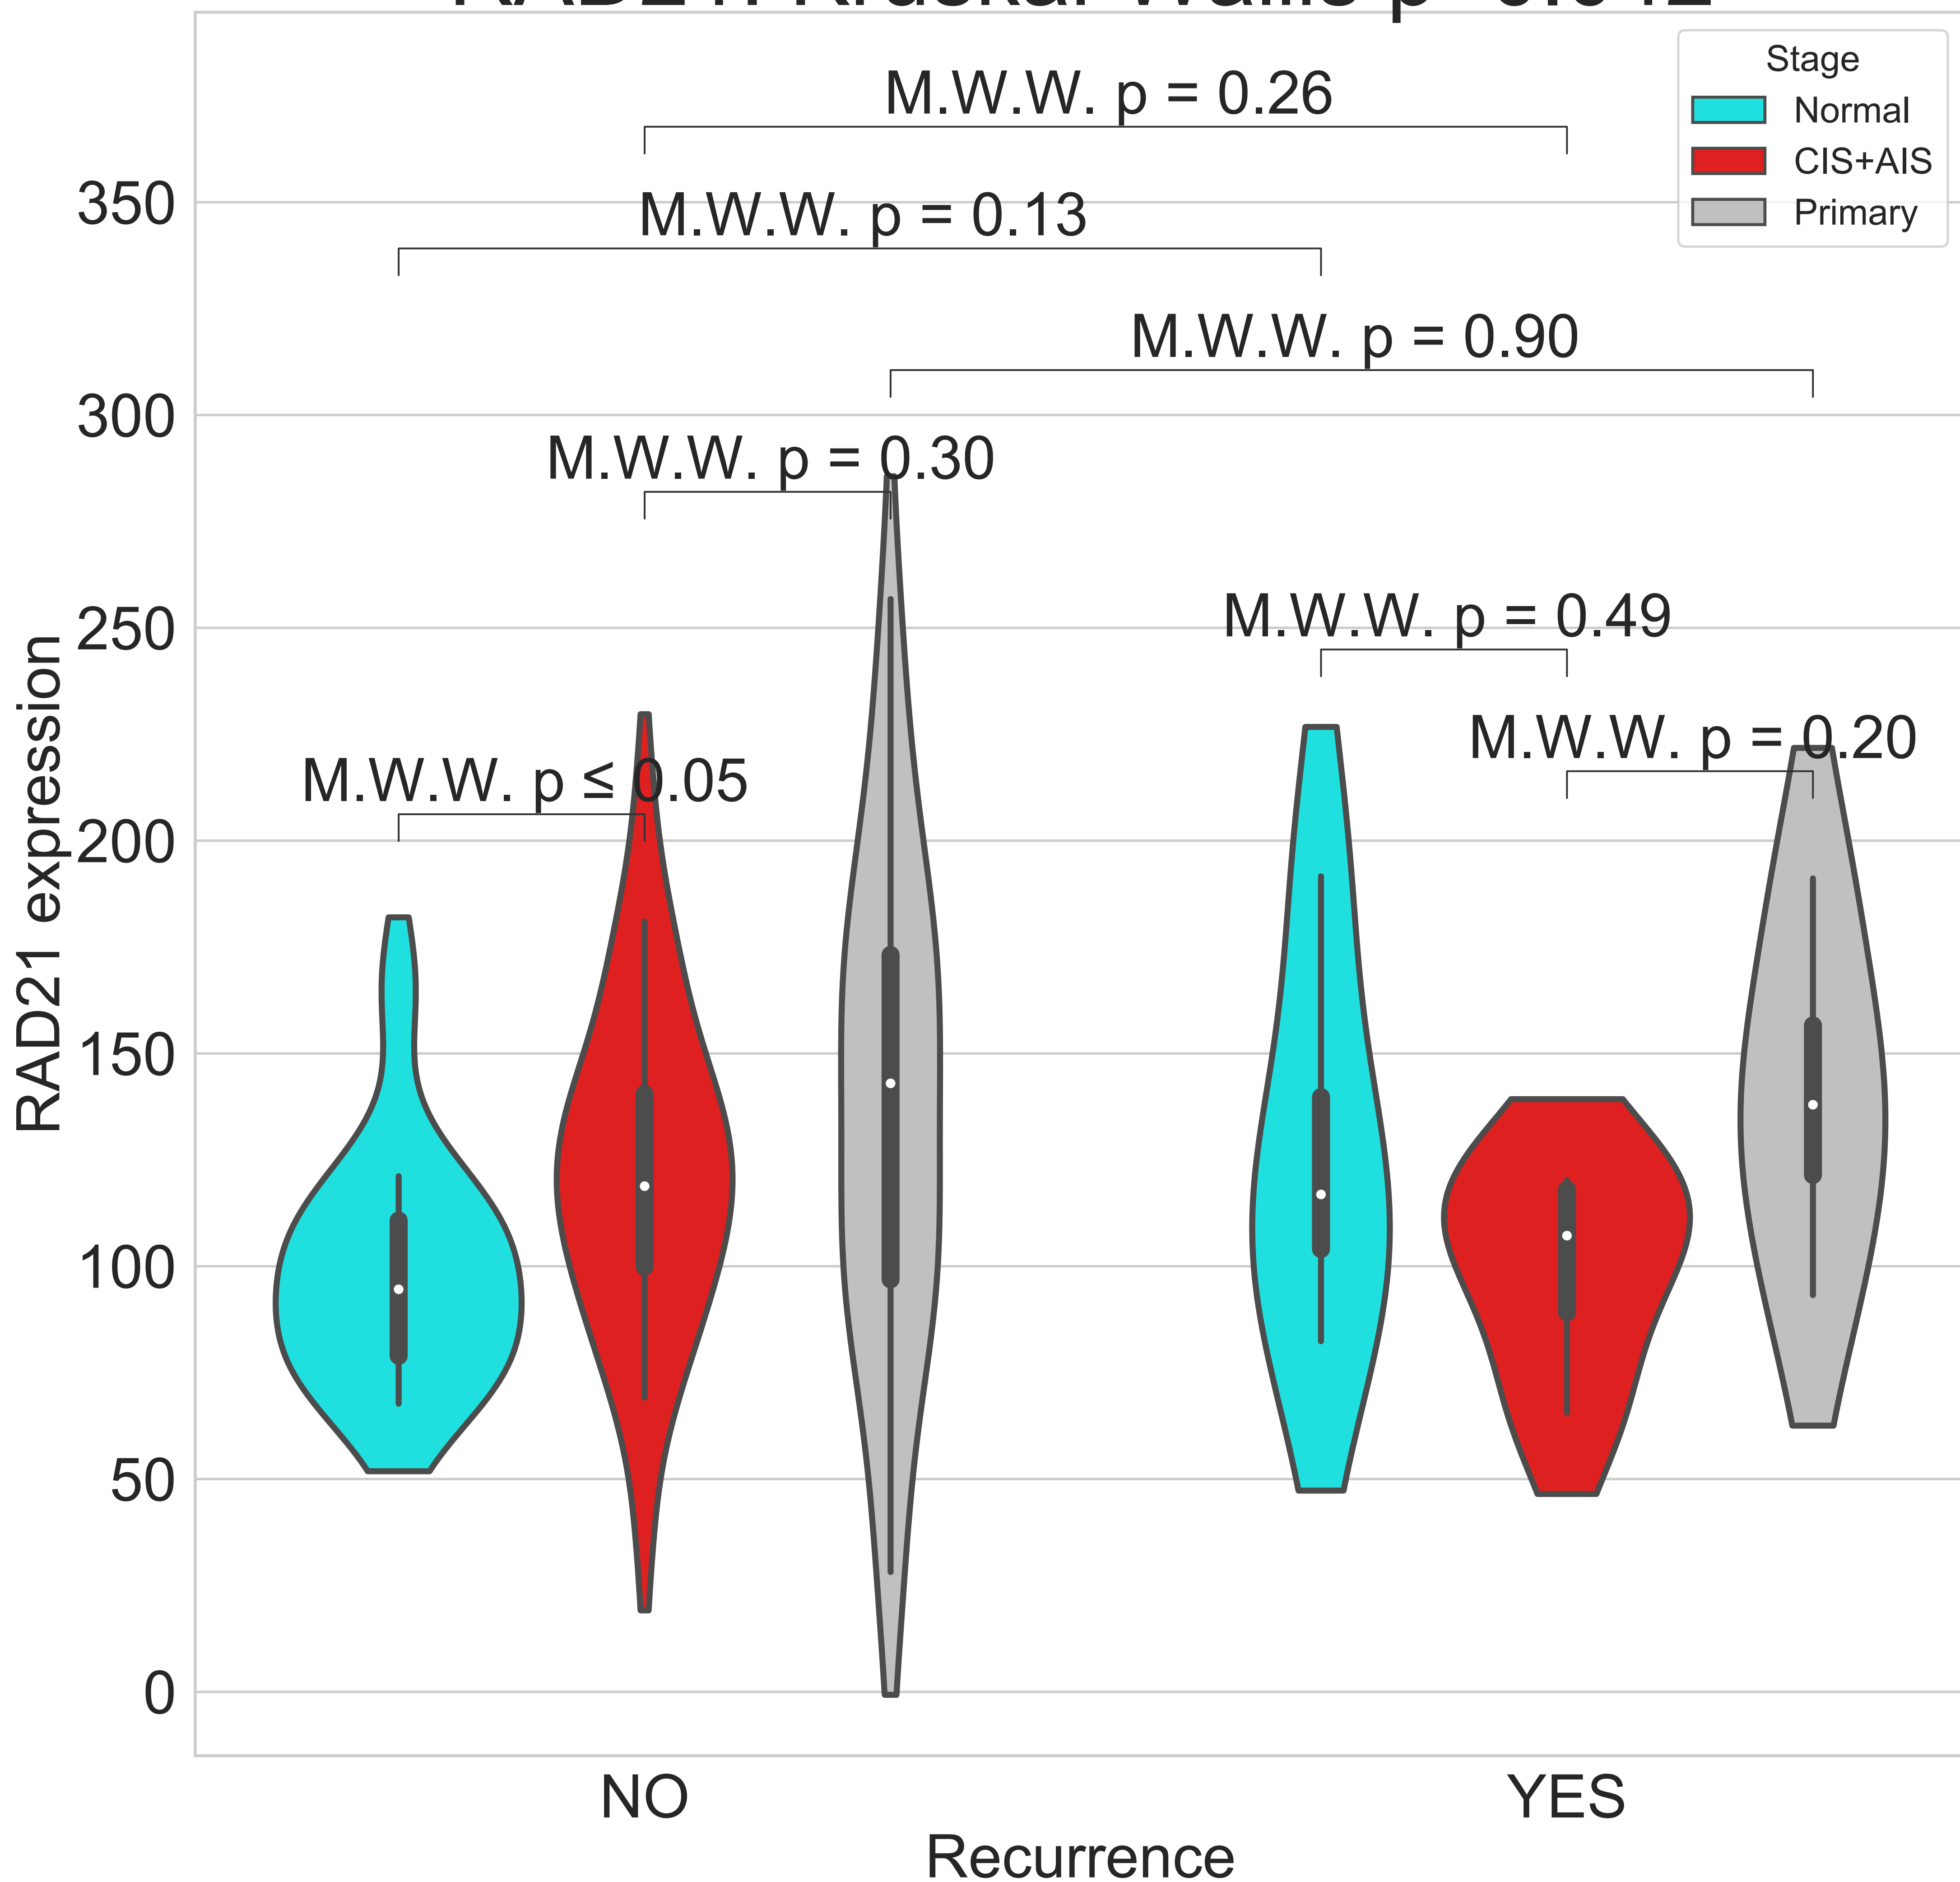 Stage
Normal
CIS+AIS
Primary
M.W.W. p = 0.26
M.W.W. p = 0.13
M.W.W. p = 0.90
M.W.W. p = 0.30
M.W.W. p = 0.49
M.W.W. p = 0.20
M.W.W. p ≤ 0.05
350
300
250
200
150
100
50
0
RAD21 expression
NO
YES
Recurrence